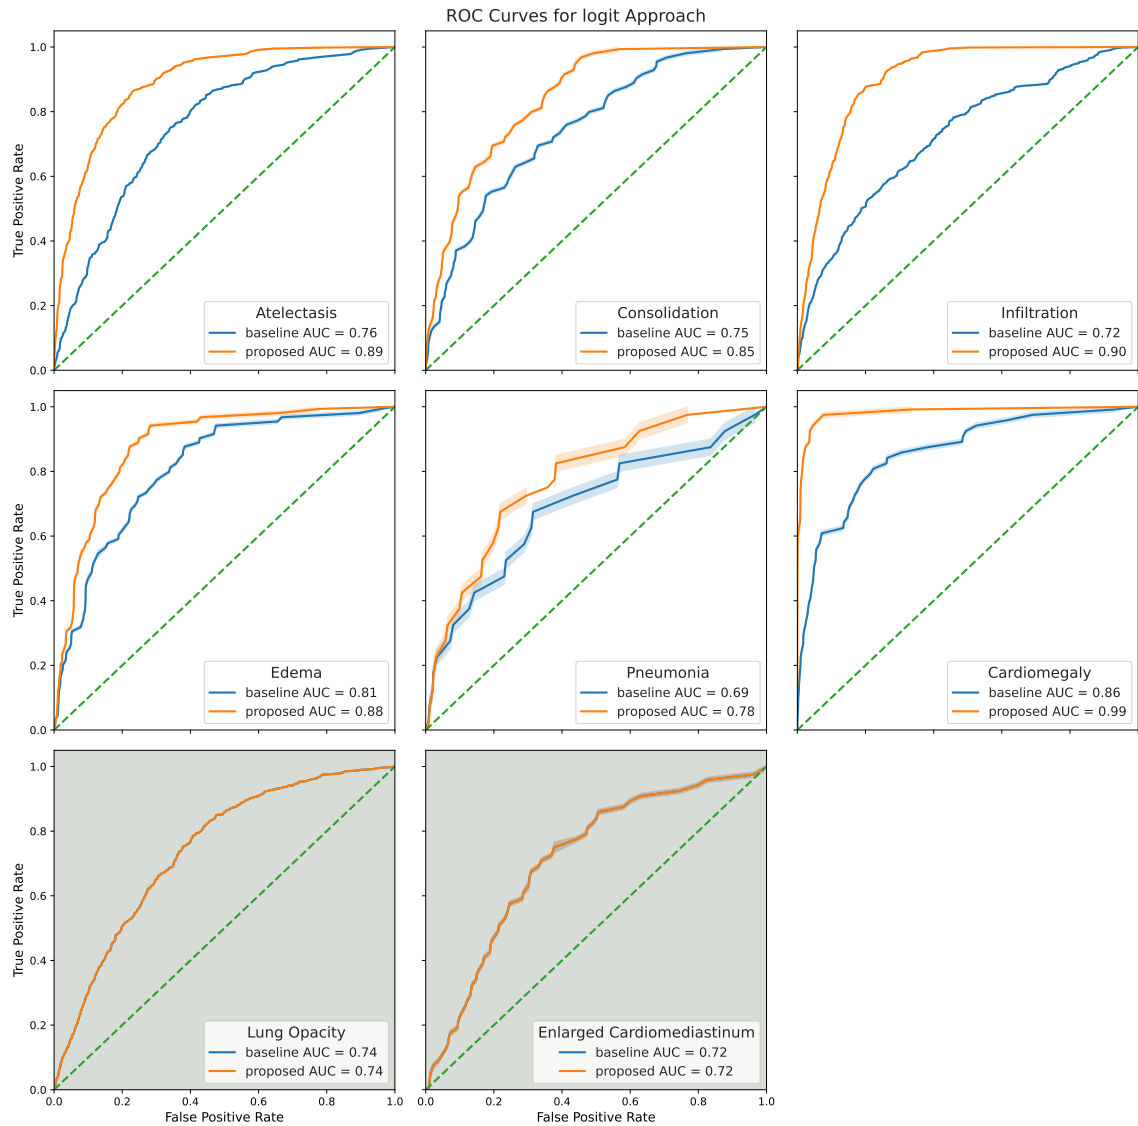 ROC Curves for logit Approach
1.0
0.8
0.6
0.4
0.2
0.0
True Positive Rate
Atelectasis
baseline AUC = 0.76
proposed AUC = 0.89
Consolidation
baseline AUC = 0.75
proposed AUC = 0.85
Infiltration
baseline AUC = 0.72
proposed AUC = 0.90
1.0
0.8
0.6
0.4
0.2
0.0
True Positive Rate
Edema
baseline AUC = 0.81
proposed AUC = 0.88
Pneumonia
baseline AUC = 0.69
proposed AUC = 0.78
Cardiomegaly
baseline AUC = 0.86
proposed AUC = 0.99
1.0
0.8
0.6
0.4
0.2
0.0
True Positive Rate
Lung Opacity
baseline AUC = 0.74
proposed AUC = 0.74
Enlarged Cardiomediastinum
baseline AUC = 0.72
proposed AUC = 0.72
0.0 0.2 0.4 0.6 0.8 1.0
False Positive Rate
0.0 0.2 0.4 0.6 0.8 1.0
False Positive Rate